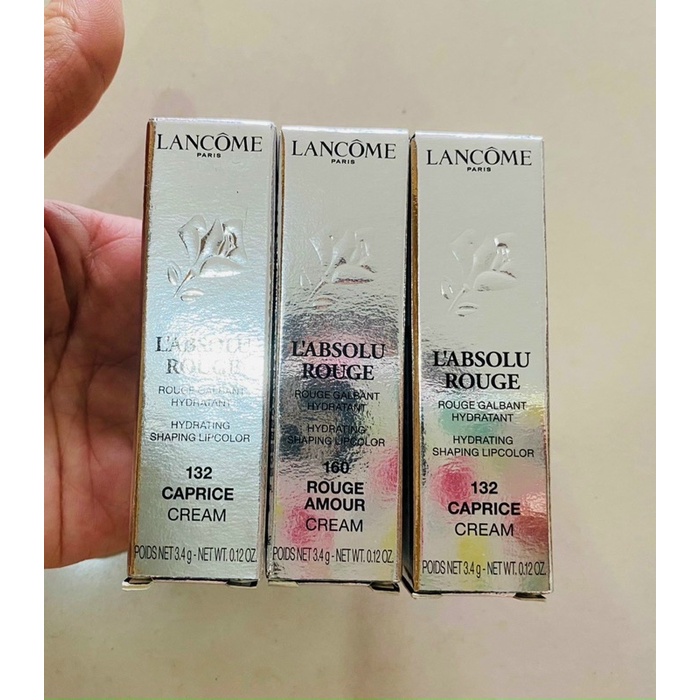 LANCÔME
PARIS
L'ABSOLU
ROUGE
ROUGE GALBANT
HYDRATANT
HYDRATING
SHAPING LIPCOLOR
132
CAPRICE
CREAM
POIDS NET 3.4 g - NET WT. 0.12 OZ.
LANCÔME
PARIS
L'ABSOLU
ROUGE
ROUGE GALBANT
HYDRATANT
HYDRATING
SHAPING LIPCOLOR
160
ROUGE
AMOUR
CREAM
POIDS NET 3.4 g - NET WT. 0.12 OZ.
LANCÔME
PARIS
L'ABSOLU
ROUGE
ROUGE GALBANT
HYDRATANT
HYDRATING
SHAPING LIPCOLOR
132
CAPRICE
CREAM
POIDS NET 3.4 g - NET WT. 0.12 OZ.